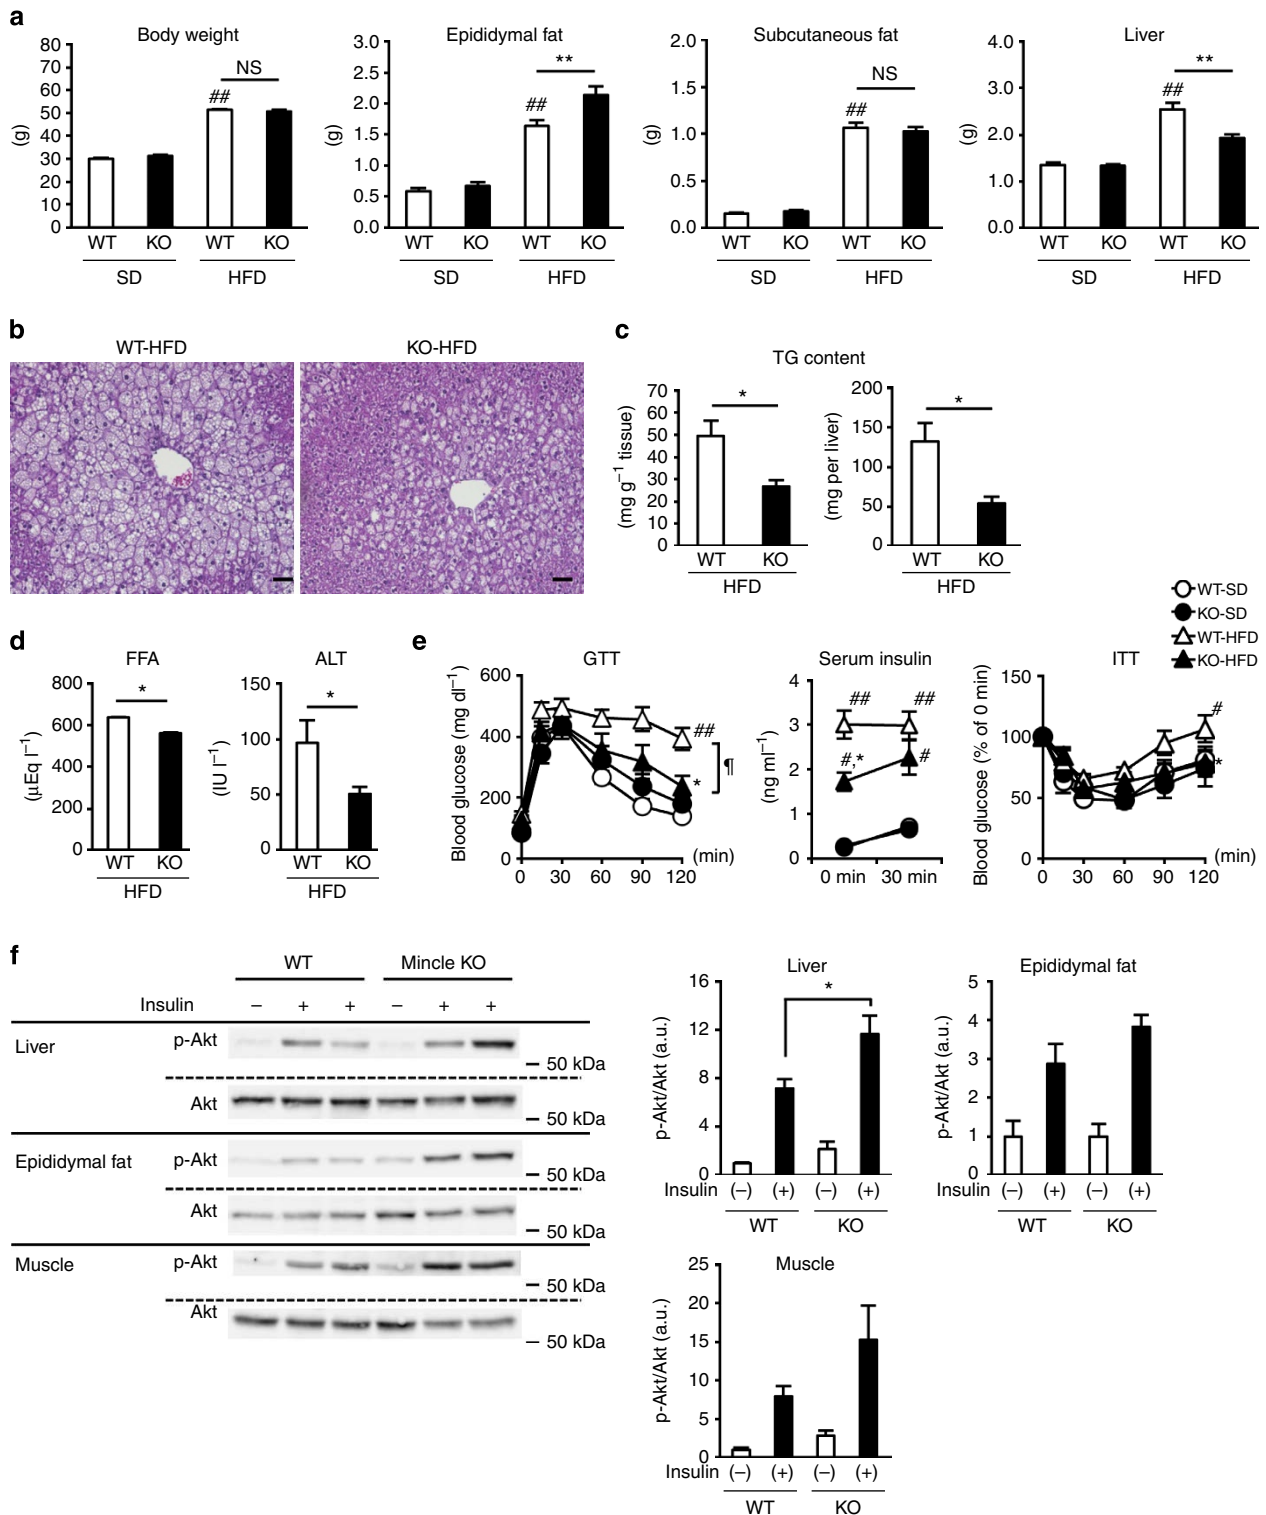 a
Body weight
Epididymal fat
Subcutaneous fat
Liver
80
70
60
50
40
30
20
10
0
(g)
##
NS
WT KO WT KO
SD HFD
3.0
2.5
2.0
1.5
1.0
0.5
0.0
(g)
##
**
WT KO WT KO
SD HFD
2.0
1.5
1.0
0.5
0.0
(g)
##
NS
WT KO WT KO
SD HFD
4.0
3.0
2.0
1.0
0.0
(g)
##
**
WT KO WT KO
SD HFD
b
WT-HFD
KO-HFD
c
TG content
70
60
50
40
30
20
10
0
(mg g⁻¹ tissue)
*
WT KO
HFD
200
150
100
50
0
(mg per liver)
*
WT KO
HFD
d
FFA
800
600
400
200
0
(μEq l⁻¹)
*
WT KO
HFD
ALT
150
100
50
0
(IU l⁻¹)
*
WT KO
HFD
e
WT-SD
KO-SD
WT-HFD
KO-HFD
GTT
600
400
200
0
Blood glucose (mg dl⁻¹)
##
¶
*
(min)
0 30 60 90 120
Serum insulin
4
3
2
1
0
(ng ml⁻¹)
## ##
#,* #
0 min 30 min
ITT
150
100
50
0
Blood glucose (% of 0 min)
#
*
(min)
0 30 60 90 120
f
WT Mincle KO
Insulin − + + − + +
Liver
p-Akt
50 kDa
Akt
50 kDa
Epididymal fat
p-Akt
50 kDa
Akt
50 kDa
Muscle
p-Akt
50 kDa
Akt
50 kDa
Liver
16
12
8
4
0
p-Akt/Akt (a.u.)
*
Insulin (−) (+) (−) (+)
WT KO
Epididymal fat
5
4
3
2
1
0
p-Akt/Akt (a.u.)
Insulin (−) (+) (−) (+)
WT KO
Muscle
25
20
15
10
5
0
p-Akt/Akt (a.u.)
Insulin (−) (+) (−) (+)
WT KO